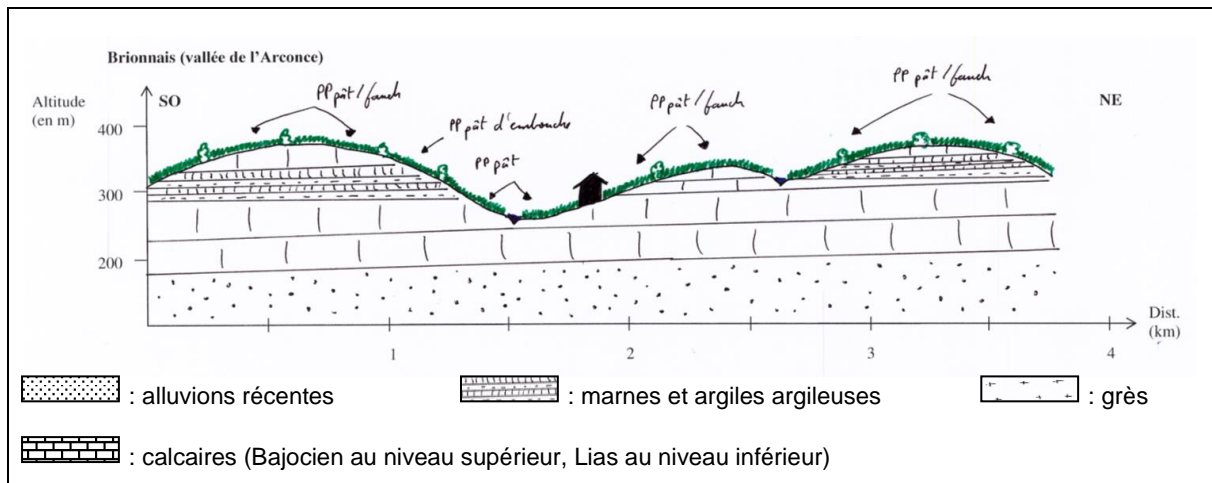 Brionnais (vallée de l'Arconce)
Altitude
(en m)
SO
PP pât/fauch
PP pât d'embouche
PP pât
PP pât/fauch
PP pât/fauch
NE
400
300
200
1
2
3
4
Dist.
(km)
: alluvions récentes
: marnes et argiles argileuses
: grès
: calcaires (Bajocien au niveau supérieur, Lias au niveau inférieur)